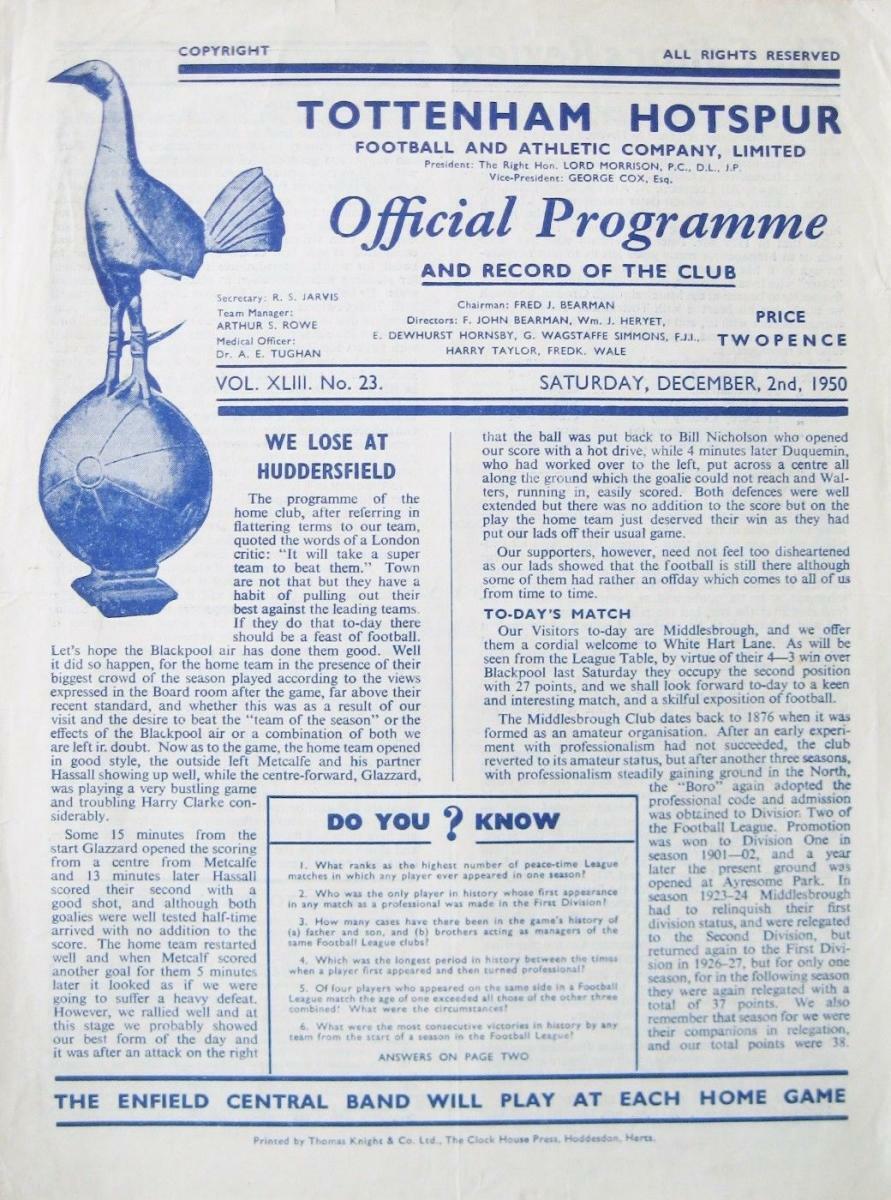 COPYRIGHT
ALL RIGHTS RESERVED
TOTTENHAM HOTSPUR
FOOTBALL AND ATHLETIC COMPANY, LIMITED
President: The Right Hon. LORD MORRISON, P.C., D.L., J.P.
Vice-President: GEORGE COX, Esq.
Official Programme
AND RECORD OF THE CLUB
Secretary: R. S. JARVIS
Team Manager:
ARTHUR S. ROWE
Medical Officer:
Dr. A. E. TUGHAN
Chairman: FRED J. BEARMAN
Directors: F. JOHN BEARMAN, Wm. J. HERYET,
E. DEWHURST HORNSBY, G. WAGSTAFFE SIMMONS, F.J.I.,
HARRY TAYLOR, FREDK. WALE
PRICE
TWOPENCE
VOL. XLIII. No. 23.
SATURDAY, DECEMBER, 2nd, 1950
WE LOSE AT
HUDDERSFIELD
The programme of the
home club, after referring in
flattering terms to our team,
quoted the words of a London
critic: "It will take a super
team to beat them." Town
are not that but they have a
habit of pulling out their
best against the leading teams.
If they do that to-day there
should be a feast of football.
Let's hope the Blackpool air has done them good. Well
it did so happen, for the home team in the presence of their
biggest crowd of the season played according to the views
expressed in the Board room after the game, far above their
recent standard, and whether this was as a result of our
visit and the desire to beat the "team of the season" or the
effects of the Blackpool air or a combination of both we
are left in doubt. Now as to the game, the home team opened
in good style, the outside left Metcalfe and his partner
Hassall showing up well, while the centre-forward, Glazzard,
was playing a very bustling game
and troubling Harry Clarke con-
siderably.
Some 15 minutes from the
start Glazzard opened the scoring
from a centre from Metcalfe
and 13 minutes later Hassall
scored their second with a
good shot, and although both
goalies were well tested half-time
arrived with no addition to the
score. The home team restarted
well and when Metcalf scored
another goal for them 5 minutes
later it looked as if we were
going to suffer a heavy defeat.
However, we rallied well and at
this stage we probably showed
our best form of the day and
it was after an attack on the right
that the ball was put back to Bill Nicholson who opened
our score with a hot drive, while 4 minutes later Duquemin,
who had worked over to the left, put across a centre all
along the ground which the goalie could not reach and Wal-
ters, running in, easily scored. Both defences were well
extended but there was no addition to the score but on the
play the home team just deserved their win as they had
put our lads off their usual game.
Our supporters, however, need not feel too disheartened
as our lads showed that the football is still there although
some of them had rather an offday which comes to all of us
from time to time.
TO-DAY'S MATCH
Our Visitors to-day are Middlesbrough, and we offer
them a cordial welcome to White Hart Lane. As will be
seen from the League Table, by virtue of their 4—3 win over
Blackpool last Saturday they occupy the second position
with 27 points, and we shall look forward to-day to a keen
and interesting match, and a skilful exposition of football.
The Middlesbrough Club dates back to 1876 when it was
formed as an amateur organisation. After an early experi-
ment with professionalism had not succeeded, the club
reverted to its amateur status, but after another three seasons,
with professionalism steadily gaining ground in the North,
the "Boro" again adopted the
professional code and admission
was obtained to Division Two of
the Football League. Promotion
was won to Division One in
season 1901—02, and a year
later the present ground was
opened at Ayresome Park. In
season 1923-24 Middlesbrough
had to relinquish their first
division status, and were relegated
to the Second Division, but
returned again to the First Divi-
sion in 1926-27, but for only one
season, for in the following season
they were again relegated with a
total of 37 points. We also
remember that season for we were
their companions in relegation,
and our total points were 38.
DO YOU ? KNOW
1. What ranks as the highest number of peace-time League
matches in which any player ever appeared in one season?
2. Who was the only player in history whose first appearance
in any match as a professional was made in the First Division?
3. How many cases have there been in the game's history of
(a) father and son, and (b) brothers acting as managers of the
same Football League clubs?
4. Which was the longest period in history between the times
when a player first appeared and then turned professional?
5. Of four players who appeared on the same side in a Football
League match the age of one exceeded all those of the other three
combined! What were the circumstances?
6. What were the most consecutive victories in history by any
team from the start of a season in the Football League?
ANSWERS ON PAGE TWO
THE ENFIELD CENTRAL BAND WILL PLAY AT EACH HOME GAME
Printed by Thomas Knight & Co. Ltd., The Clock House Press, Hoddesdon, Herts.